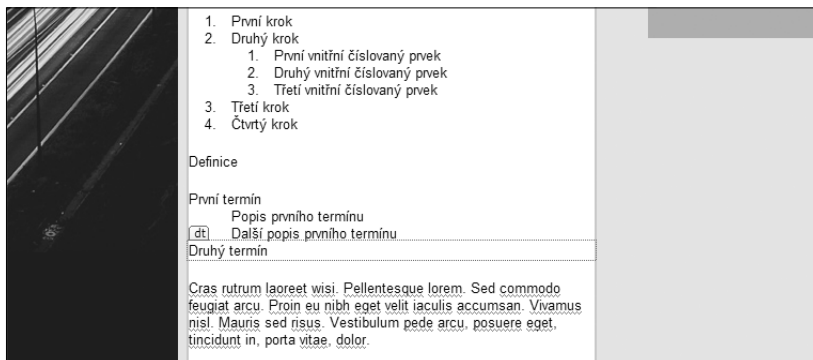 1. První krok
2. Druhý krok
1. První vnitřní číslovaný prvek
2. Druhý vnitřní číslovaný prvek
3. Třetí vnitřní číslovaný prvek
3. Třetí krok
4. Čtvrtý krok
Definice
První termín
Popis prvního termínu
dt Další popis prvního termínu
Druhý termín
Cras rutrum laoreet wisi. Pellentesque lorem. Sed commodo
feugiat arcu. Proin eu nibh eget velit iaculis accumsan. Vivamus
nisl. Mauris sed risus. Vestibulum pede arcu, posuere eget,
tincidunt in, porta vitae, dolor.